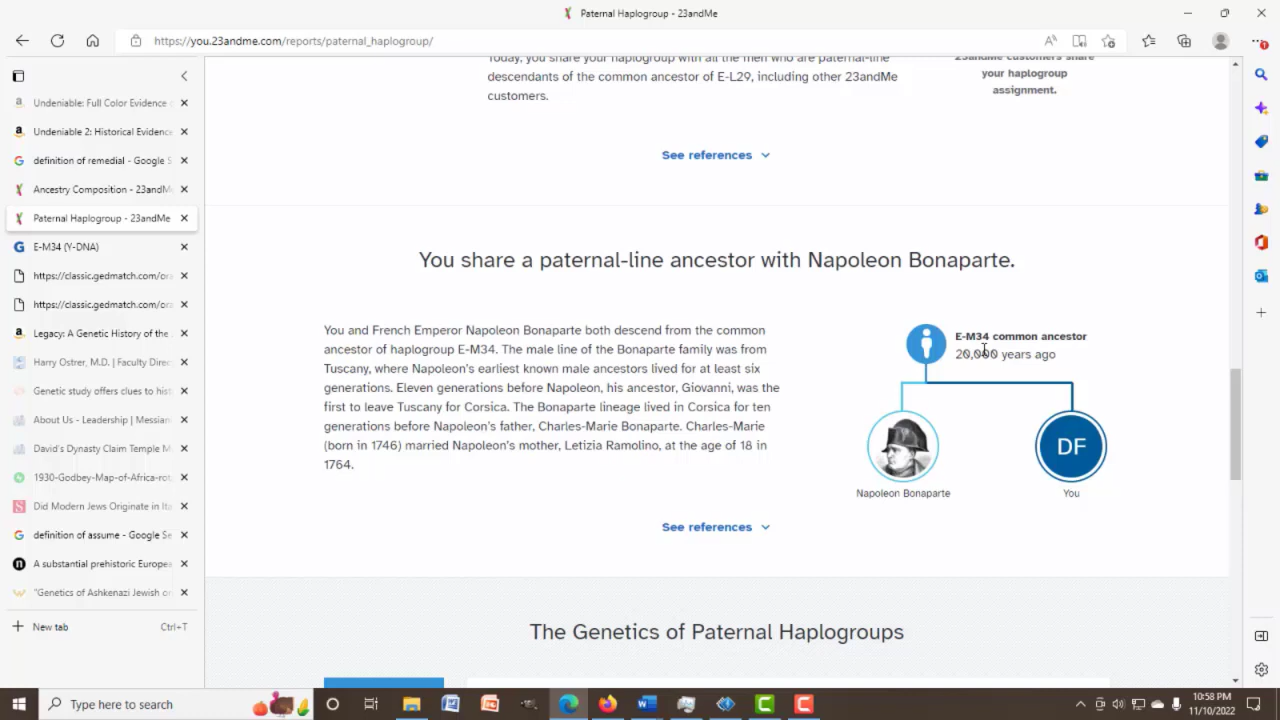 Paternal Haplogroup - 23andMe
https://you.23andme.com/reports/paternal_haplogroup/
Undeniable: Full Color Evidence
Undeniable 2: Historical Evidence
definition of remedial - Google S
Ancestry Composition - 23andMe
Paternal Haplogroup - 23andMe
E-M34 (Y-DNA)
https://classic.gedmatch.com/ora
https://classic.gedmatch.com/ora
Legacy: A Genetic History of the
Harry Ostrer, M.D. | Faculty Direc
Genetic study offers clues to hist
About Us - Leadership | Messian
David's Dynasty Claim Temple M
1930-Godbey-Map-of-Africa-rot
Did Modern Jews Originate in Ita
definition of assume - Google Se
A substantial prehistoric Europea
"Genetics of Ashkenazi Jewish or
New tab Ctrl+T
Today, you share your haplogroup with all the men who are paternal-line
descendants of the common ancestor of E-L29, including other 23andMe
customers.
23andMe customers share
your haplogroup
assignment.
See references
You share a paternal-line ancestor with Napoleon Bonaparte.
You and French Emperor Napoleon Bonaparte both descend from the common
ancestor of haplogroup E-M34. The male line of the Bonaparte family was from
Tuscany, where Napoleon's earliest known male ancestors lived for at least six
generations. Eleven generations before Napoleon, his ancestor, Giovanni, was the
first to leave Tuscany for Corsica. The Bonaparte lineage lived in Corsica for ten
generations before Napoleon's father, Charles-Marie Bonaparte. Charles-Marie
(born in 1746) married Napoleon's mother, Letizia Ramolino, at the age of 18 in
1764.
E-M34 common ancestor
20,000 years ago
DF
Napoleon Bonaparte
You
See references
The Genetics of Paternal Haplogroups
Type here to search
10:58 PM
11/10/2022